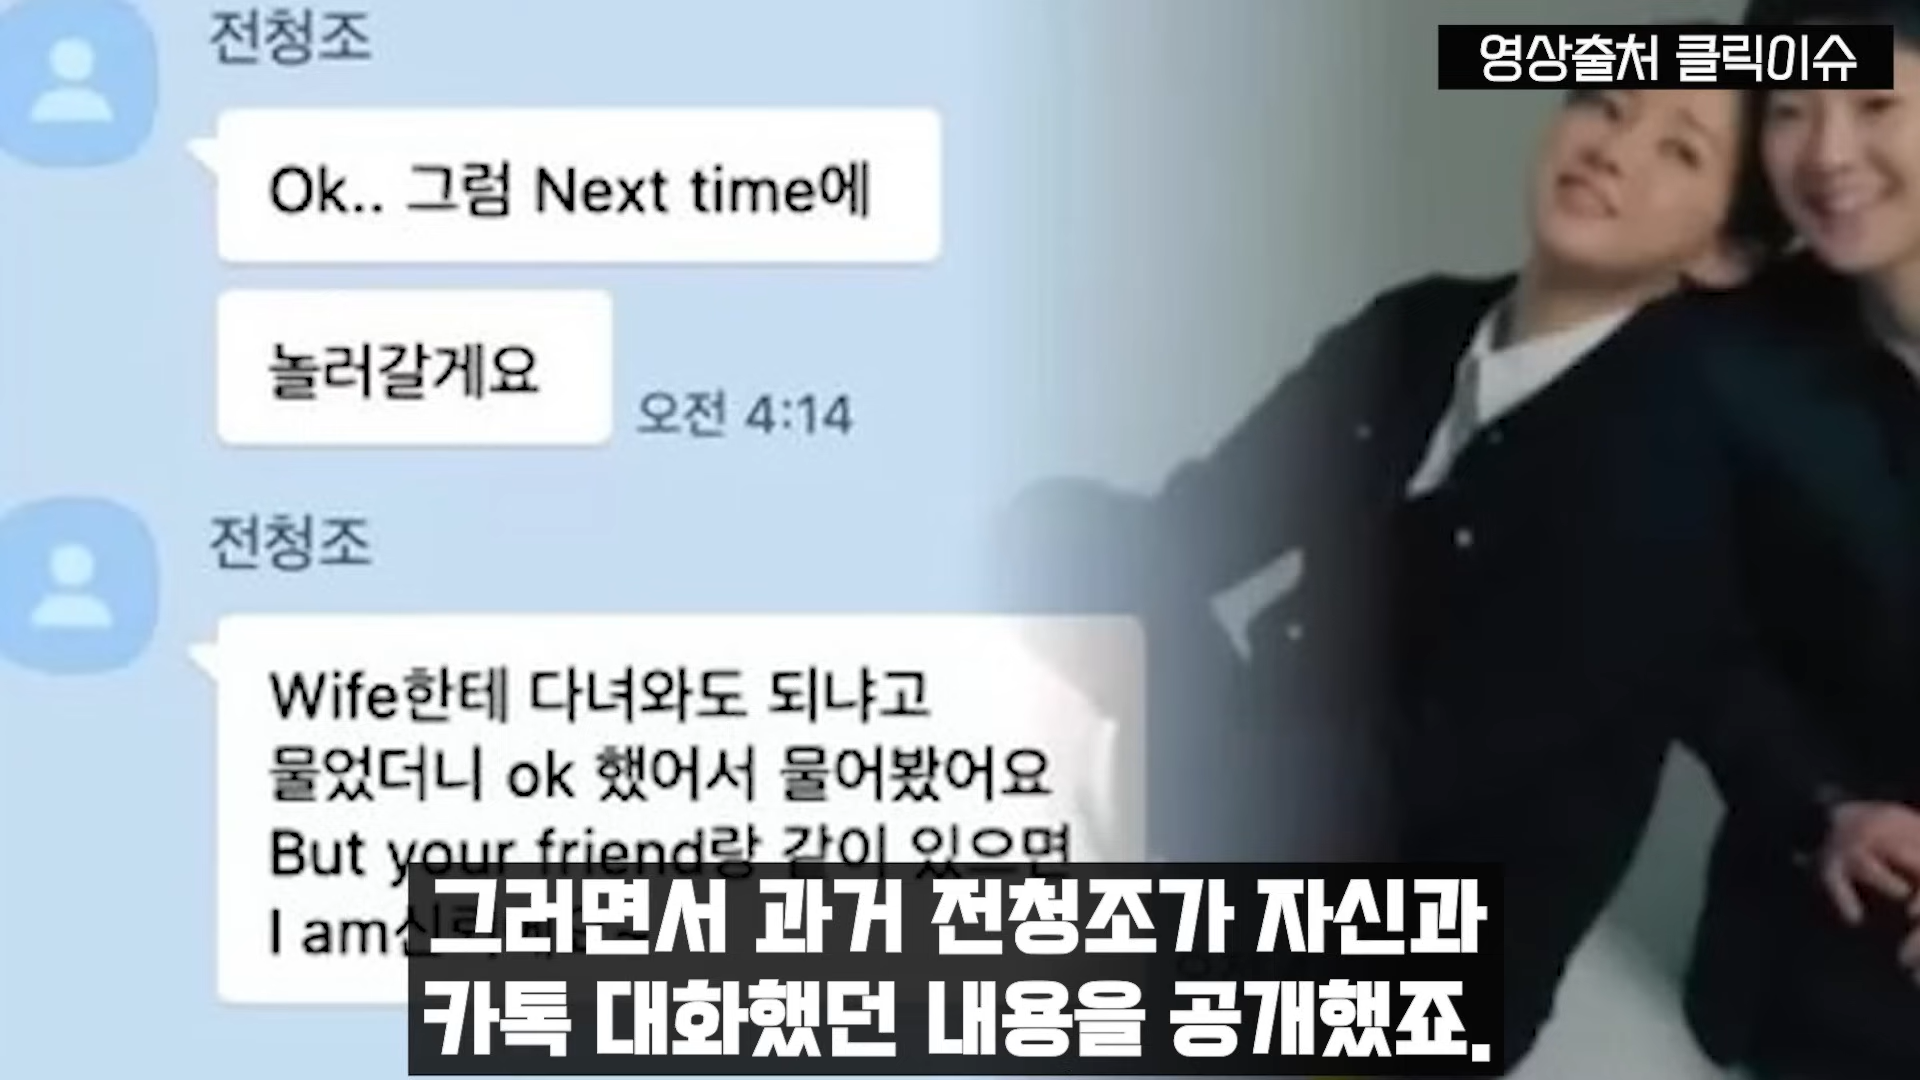 영상출처 클릭이슈
전청조
Ok.. 그럼 Next time에
놀러갈게요
오전 4:14
전청조
Wife한테 다녀와도 되냐고
물었더니 ok 했어서 물어봤어요
But your friend랑 같이 있으면
I am
그러면서 과거 전청조가 자신과
카톡 대화했던 내용을 공개했죠.